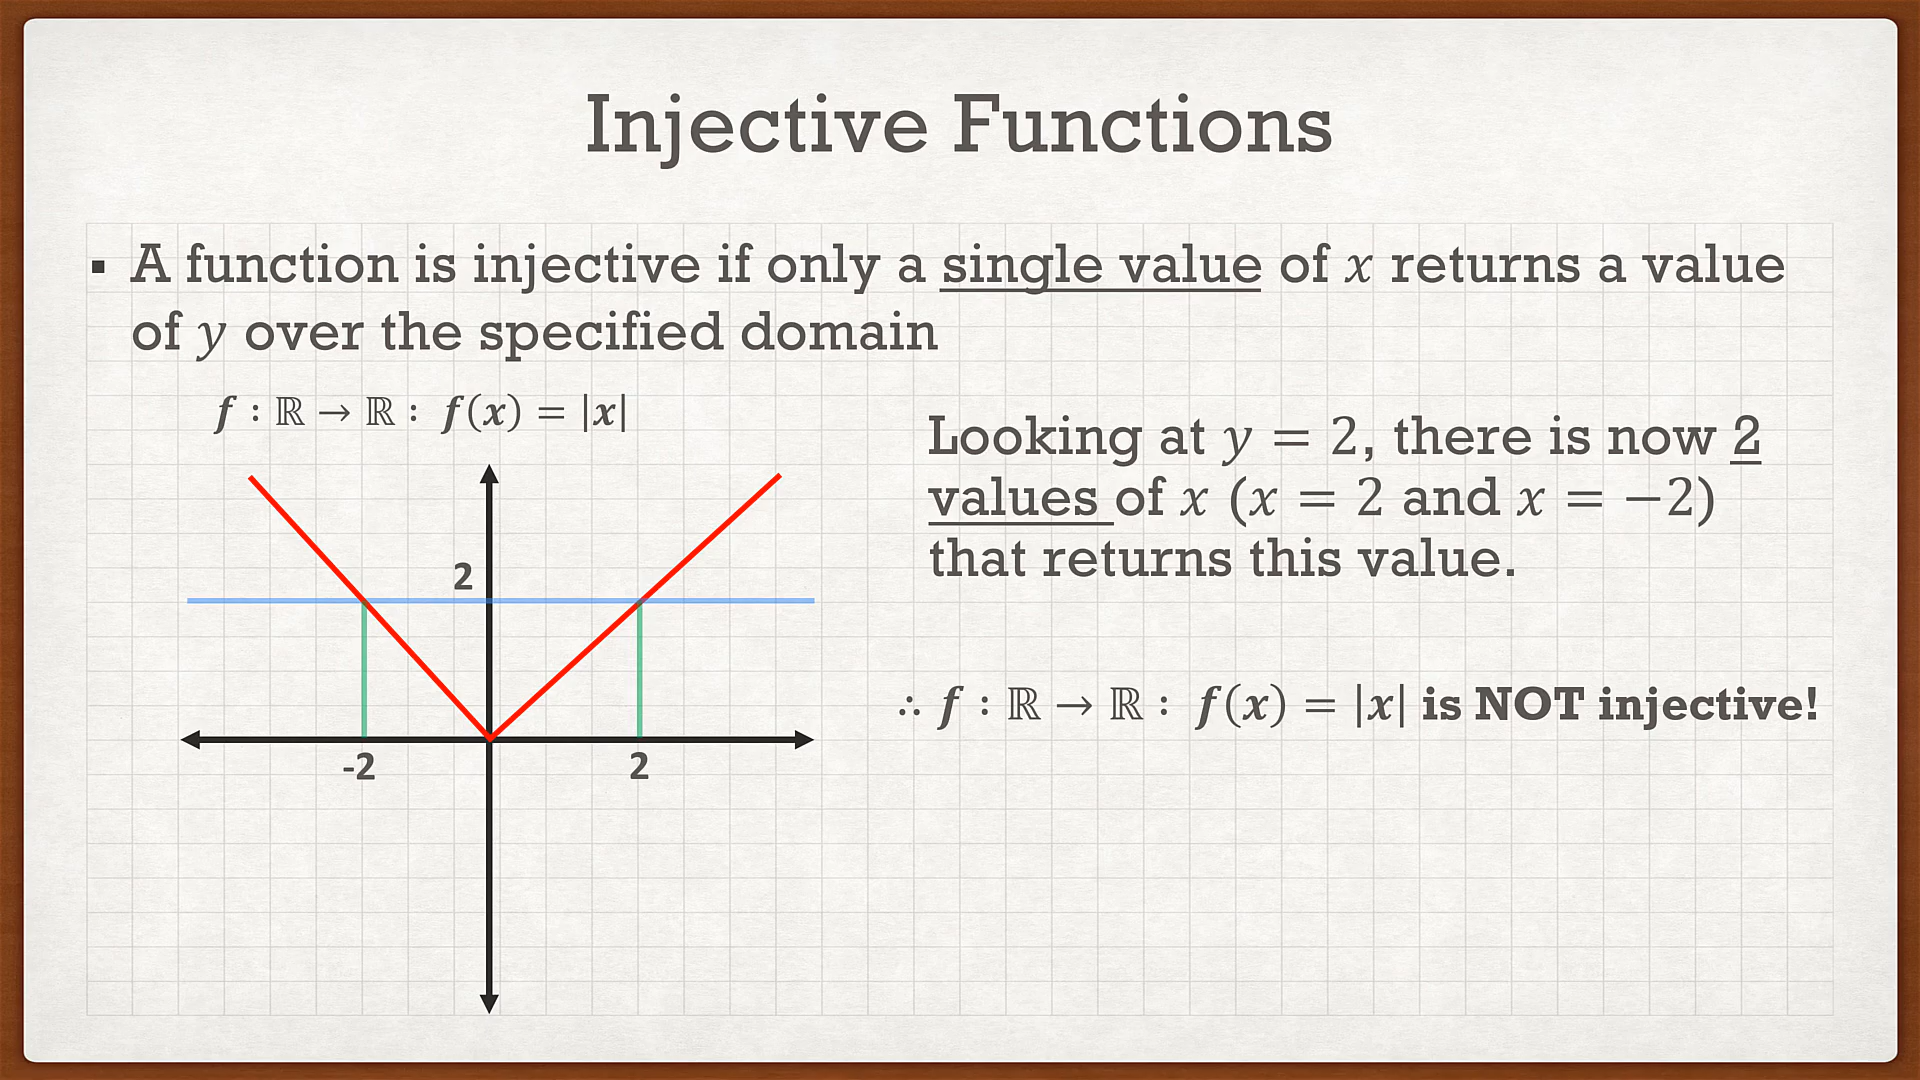 Injective Functions
▪ A function is injective if only a single value of x returns a value
of y over the specified domain
f : ℝ → ℝ : f(x) = |x|
Looking at y = 2, there is now 2
values of x (x = 2 and x = −2)
that returns this value.
2
∴ f : ℝ → ℝ : f(x) = |x| is NOT injective!
-2
2